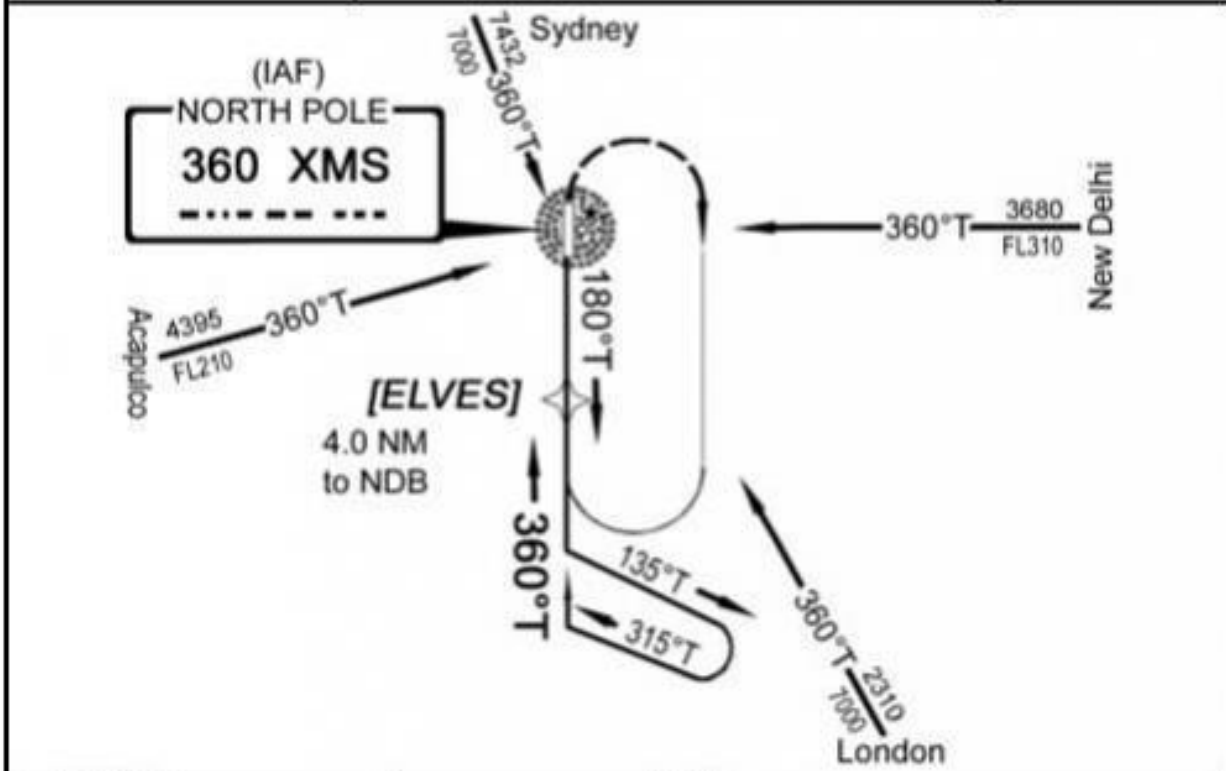 7432 Sydney
7000
360°T
(IAF)
NORTH POLE
360 XMS
360°T
3680
FL310
New Delhi
Acapulco
4395
FL210
360°T
180°T
[ELVES]
4.0 NM
to NDB
360°T
135°T
315°T
360°T
2310
7000
London